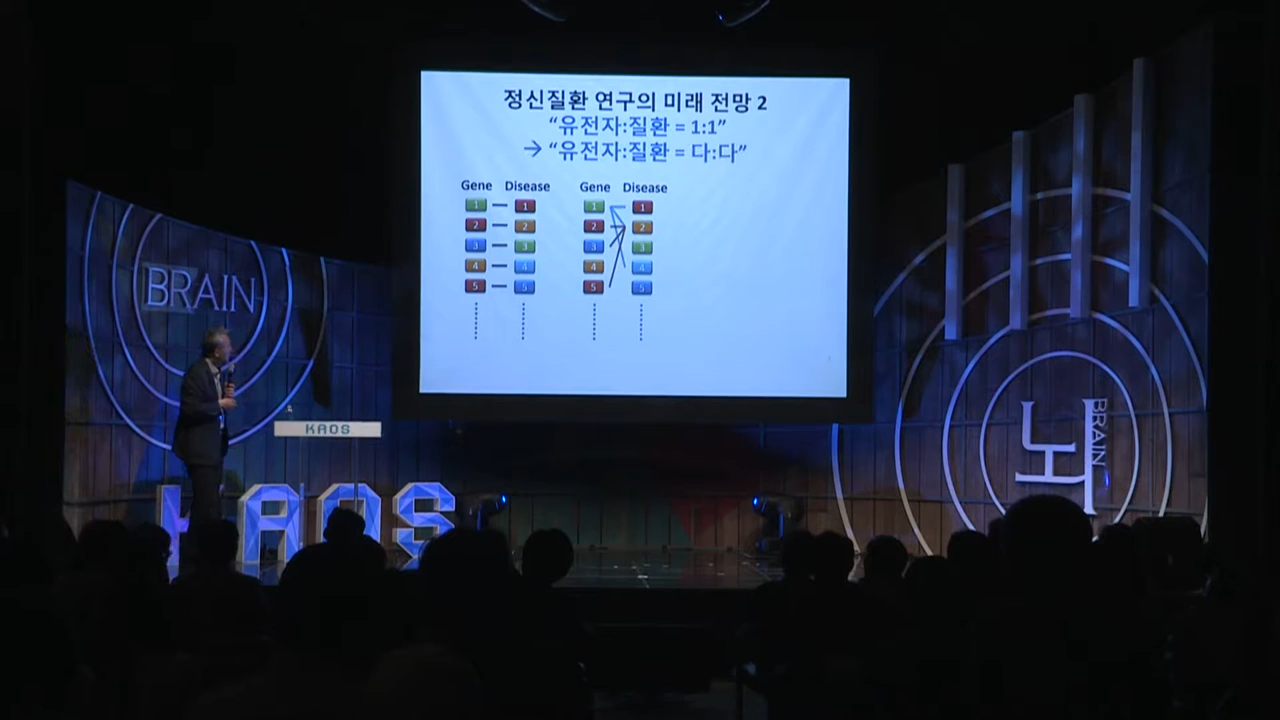 정신질환 연구의 미래 전망 2
“유전자:질환 = 1:1”
→ “유전자:질환 = 다:다”
Gene Disease Gene Disease
1 1 1 1
2 2 2 2
3 3 3 3
4 4 4 4
5 5 5 5
BRAIN
KAOS
KAOS
뇌
BRAIN